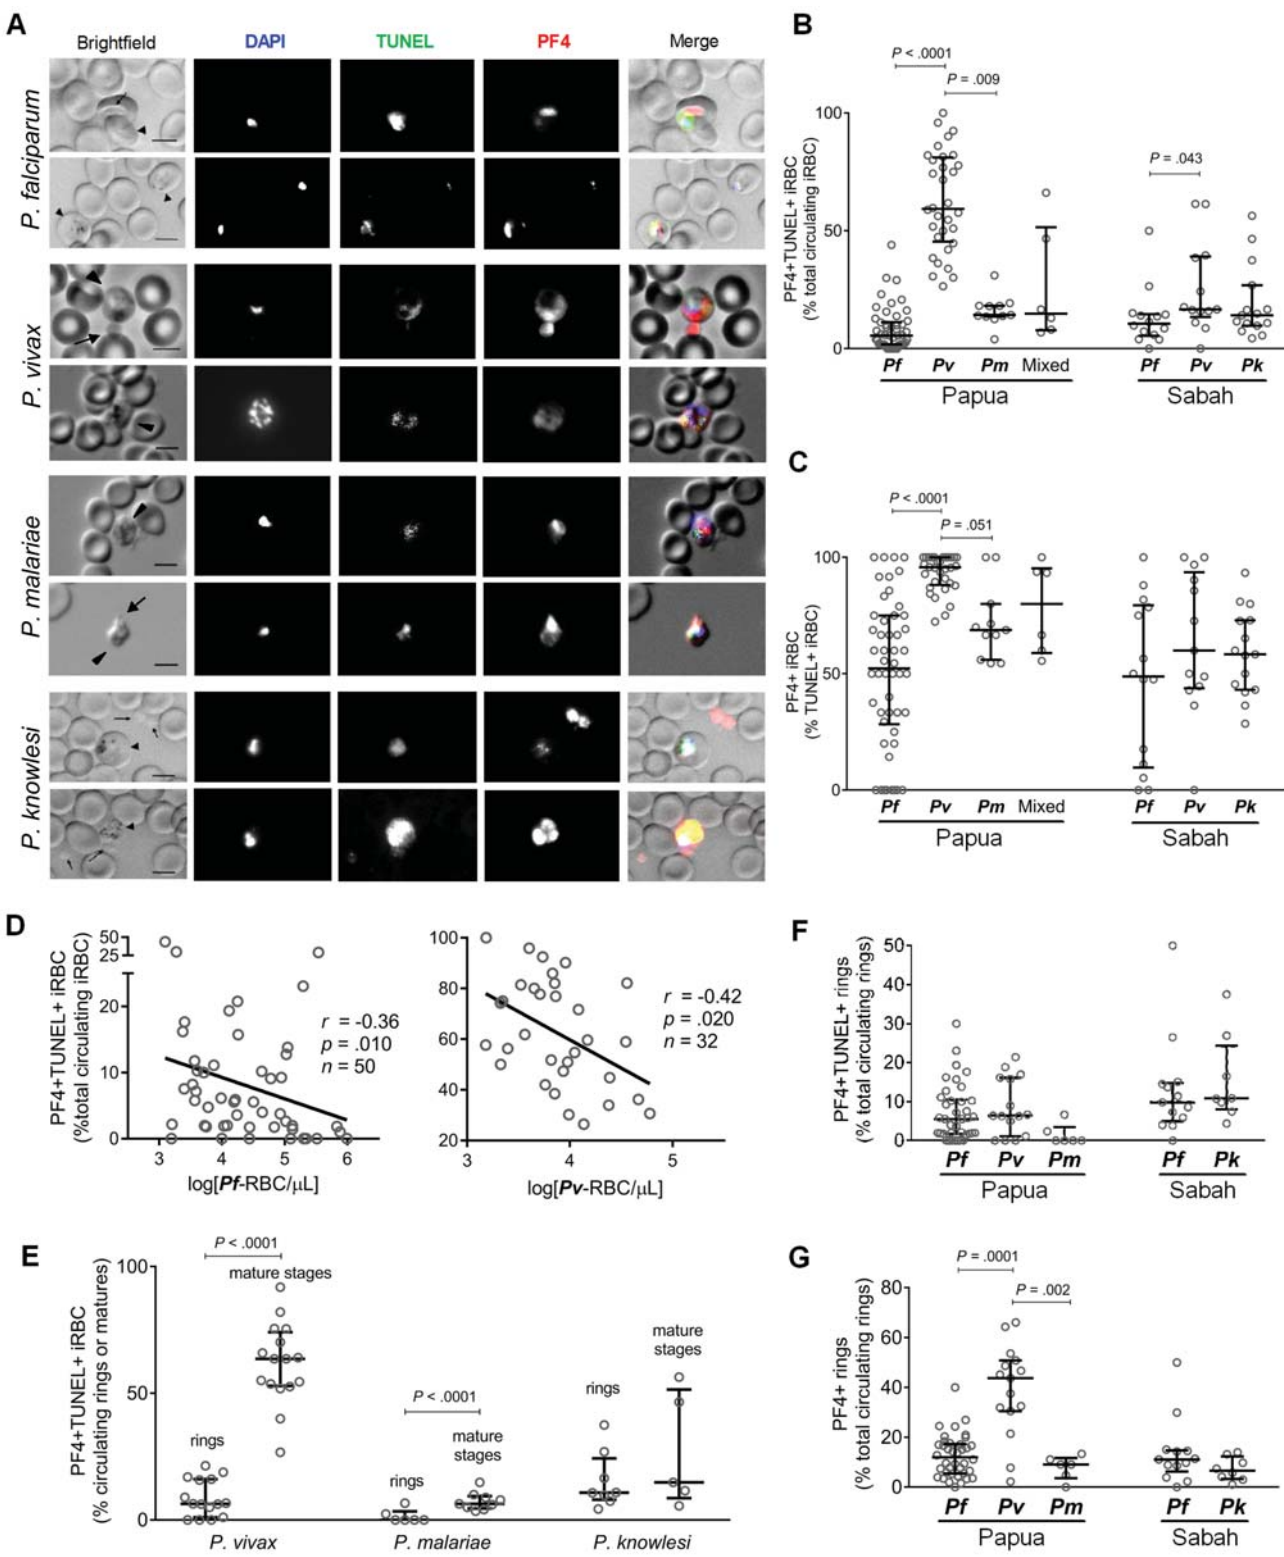 A
Brightfield
DAPI
TUNEL
PF4
Merge
P. falciparum
P. vivax
P. malariae
P. knowlesi
B
P < .0001
P = .009
P = .043
PF4+TUNEL+ iRBC
(% total circulating iRBC)
100
50
0
Pf Pv Pm Mixed
Pf Pv Pk
Papua
Sabah
C
P < .0001
P = .051
PF4+ iRBC
(% TUNEL+ iRBC)
100
50
0
Pf Pv Pm Mixed
Pf Pv Pk
Papua
Sabah
D
PF4+TUNEL+ iRBC
(%total circulating iRBC)
50
25
20
10
0
3 4 5 6
log[Pf-RBC/μL]
r = -0.36
p = .010
n = 50
100
80
60
40
20
3 4 5
log[Pv-RBC/μL]
r = -0.42
p = .020
n = 32
E
PF4+TUNEL+ iRBC
(% circulating rings or matures)
100
50
0
P < .0001
mature stages
rings
P < .0001
mature
stages
rings
mature
stages
rings
P. vivax
P. malariae
P. knowlesi
F
PF4+TUNEL+ rings
(% total circulating rings)
50
40
30
20
10
0
Pf Pv Pm
Pf Pk
Papua
Sabah
G
P = .0001
P = .002
PF4+ rings
(% total circulating rings)
80
60
40
20
0
Pf Pv Pm
Pf Pk
Papua
Sabah